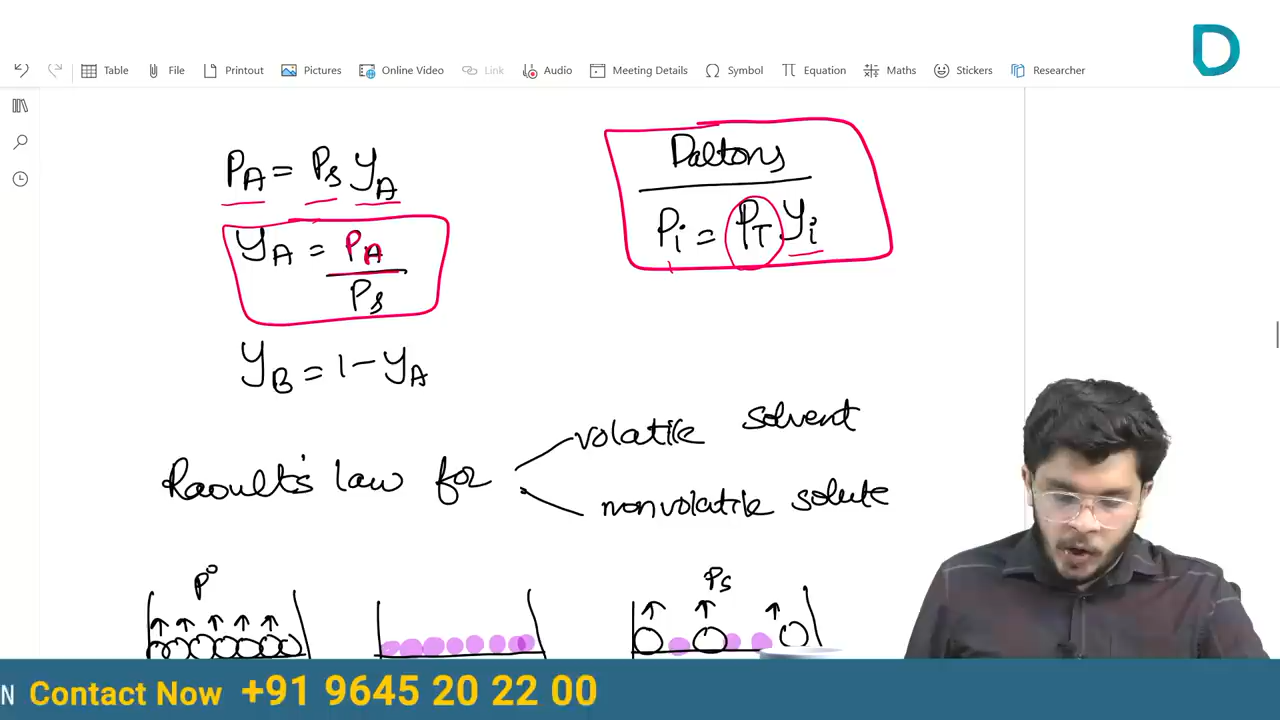 D
Table File Printout Pictures Online Video Link Audio Meeting Details Symbol Equation Maths Stickers Researcher
PA = Ps yA
yA = PA / Ps
yB = 1 - yA
Daltons
Pi = PT yi
Raoult's law for
volatile solvent
nonvolatile solute
P°
Ps
N Contact Now +91 9645 20 22 00